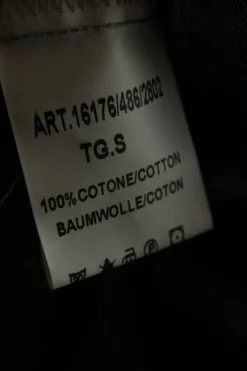 ART.16176/486/2802
TG.S
100% COTONE/COTTON
BAUMWOLLE/COTON